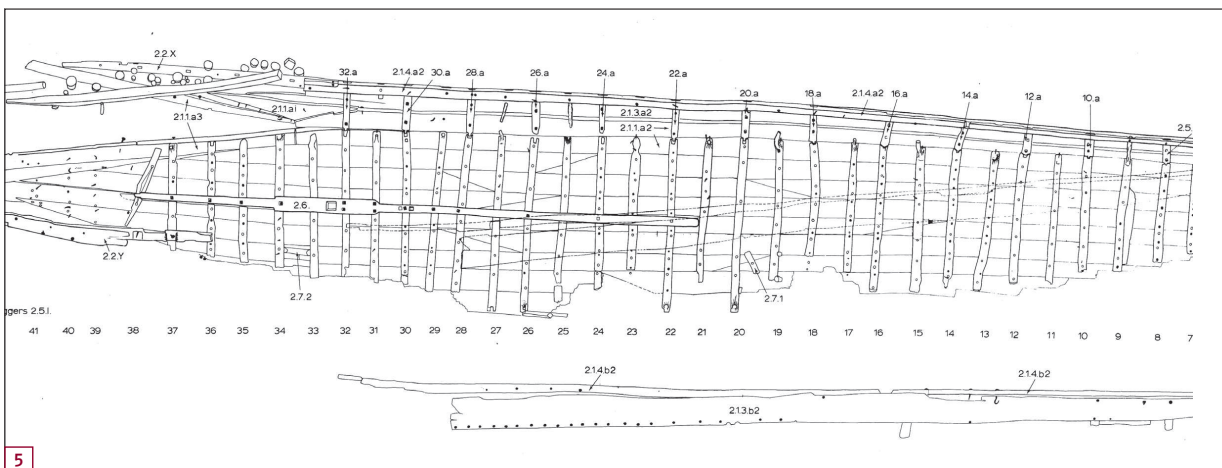 2.2.X
32.a 2.1.4.a2 30.a 28.a 26.a 24.a 22.a
20.a 18.a 2.1.4.a2 16.a 14.a 12.a 10.a
2.1.1.a1 2.1.3.a2 2.5.
2.1.1.a3 2.1.1.a2
2.6.
2.2.Y
2.7.2 2.7.1
ggers 2.5.1.
41 40 39 38 37 36 35 34 33 32 31 30 29 28 27 26 25 24 23 22 21 20 19 18 17 16 15 14 13 12 11 10 9 8 7
2.1.4.b2 2.1.4.b2
2.1.3.b2
5